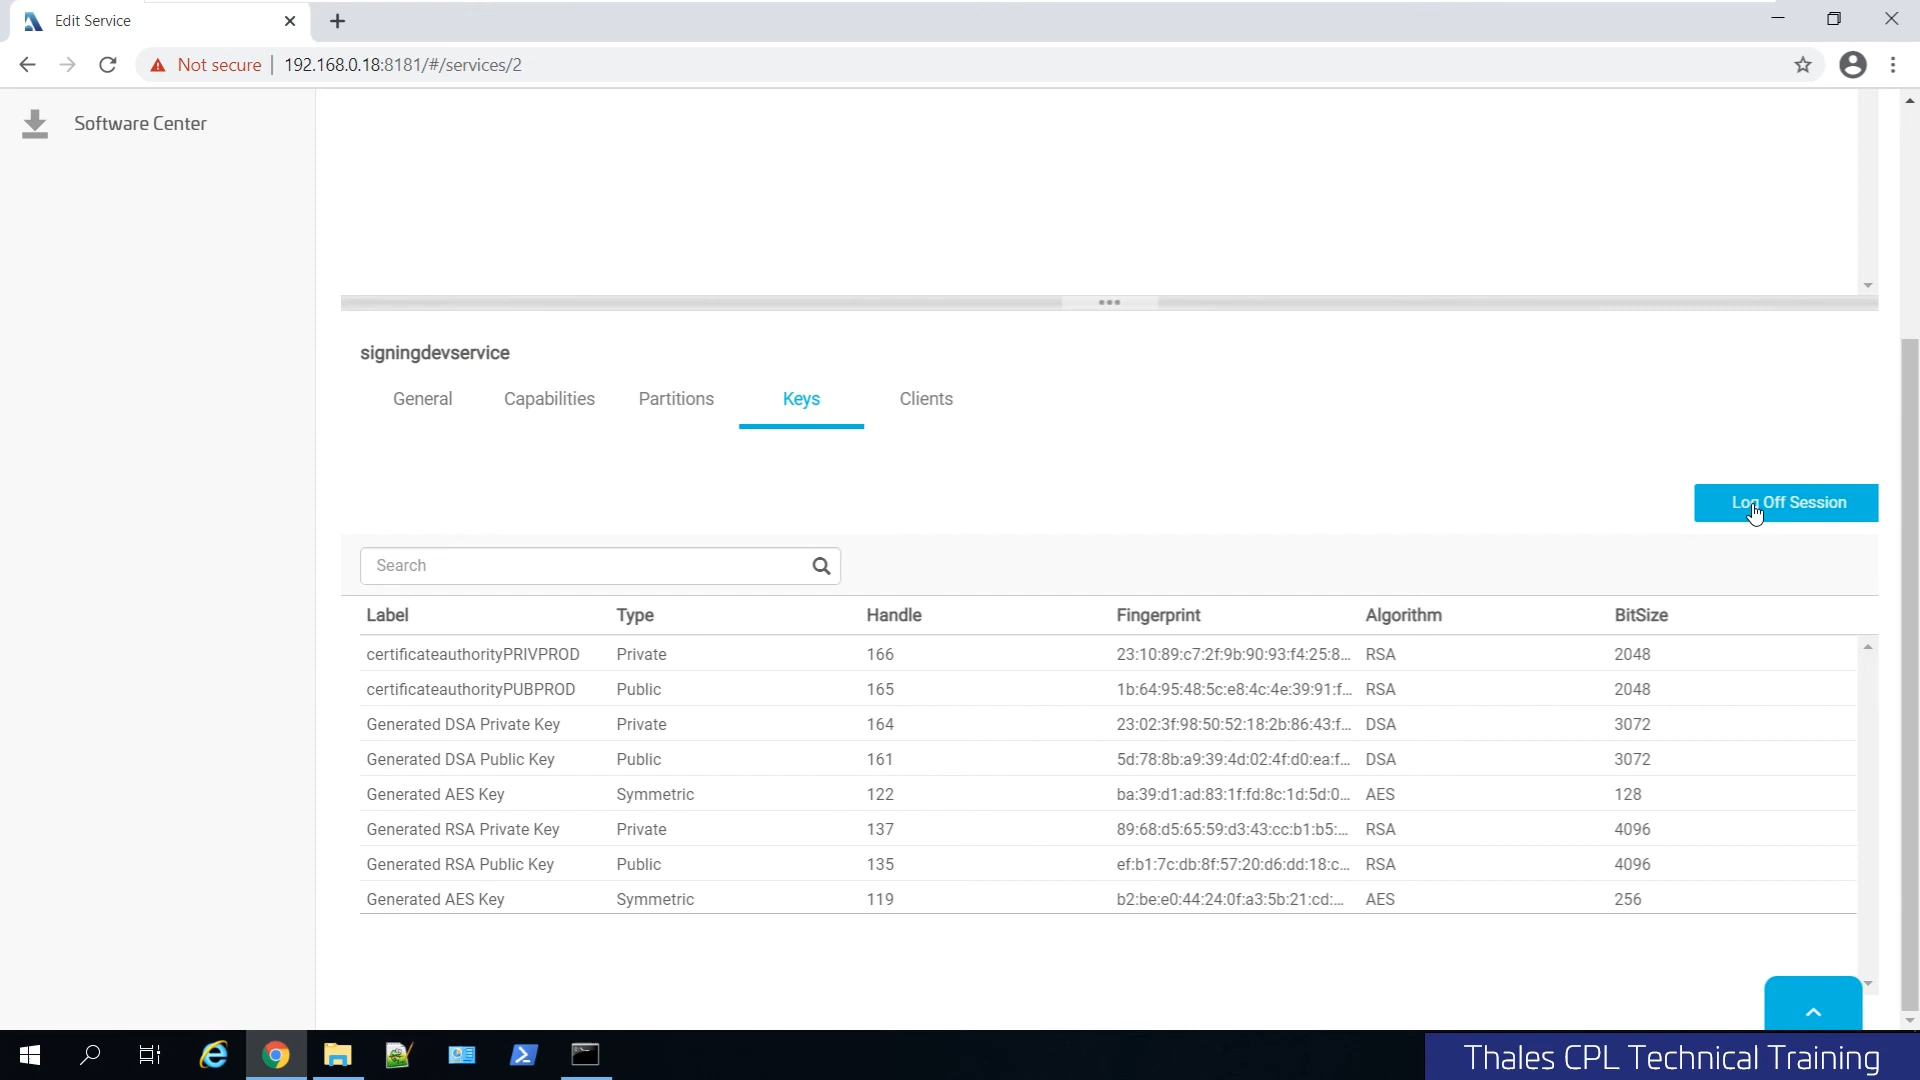 Edit Service
Not secure
192.168.0.18:8181/#/services/2
Software Center
signingdevservice
General Capabilities Partitions Keys Clients
Log Off Session
Search
Label Type Handle Fingerprint Algorithm BitSize
certificateauthorityPRIVPROD Private 166 23:10:89:c7:2f:9b:90:93:f4:25:8... RSA 2048
certificateauthorityPUBPROD Public 165 1b:64:95:48:5c:e8:4c:4e:39:91:f... RSA 2048
Generated DSA Private Key Private 164 23:02:3f:98:50:52:18:2b:86:43:f... DSA 3072
Generated DSA Public Key Public 161 5d:78:8b:a9:39:4d:02:4f:d0:ea:f... DSA 3072
Generated AES Key Symmetric 122 ba:39:d1:ad:83:1f:fd:8c:1d:5d:0... AES 128
Generated RSA Private Key Private 137 89:68:d5:65:59:d3:43:cc:b1:b5:... RSA 4096
Generated RSA Public Key Public 135 ef:b1:7c:db:8f:57:20:d6:dd:18:c... RSA 4096
Generated AES Key Symmetric 119 b2:be:e0:44:24:0f:a3:5b:21:cd:... AES 256
Thales CPL Technical Training